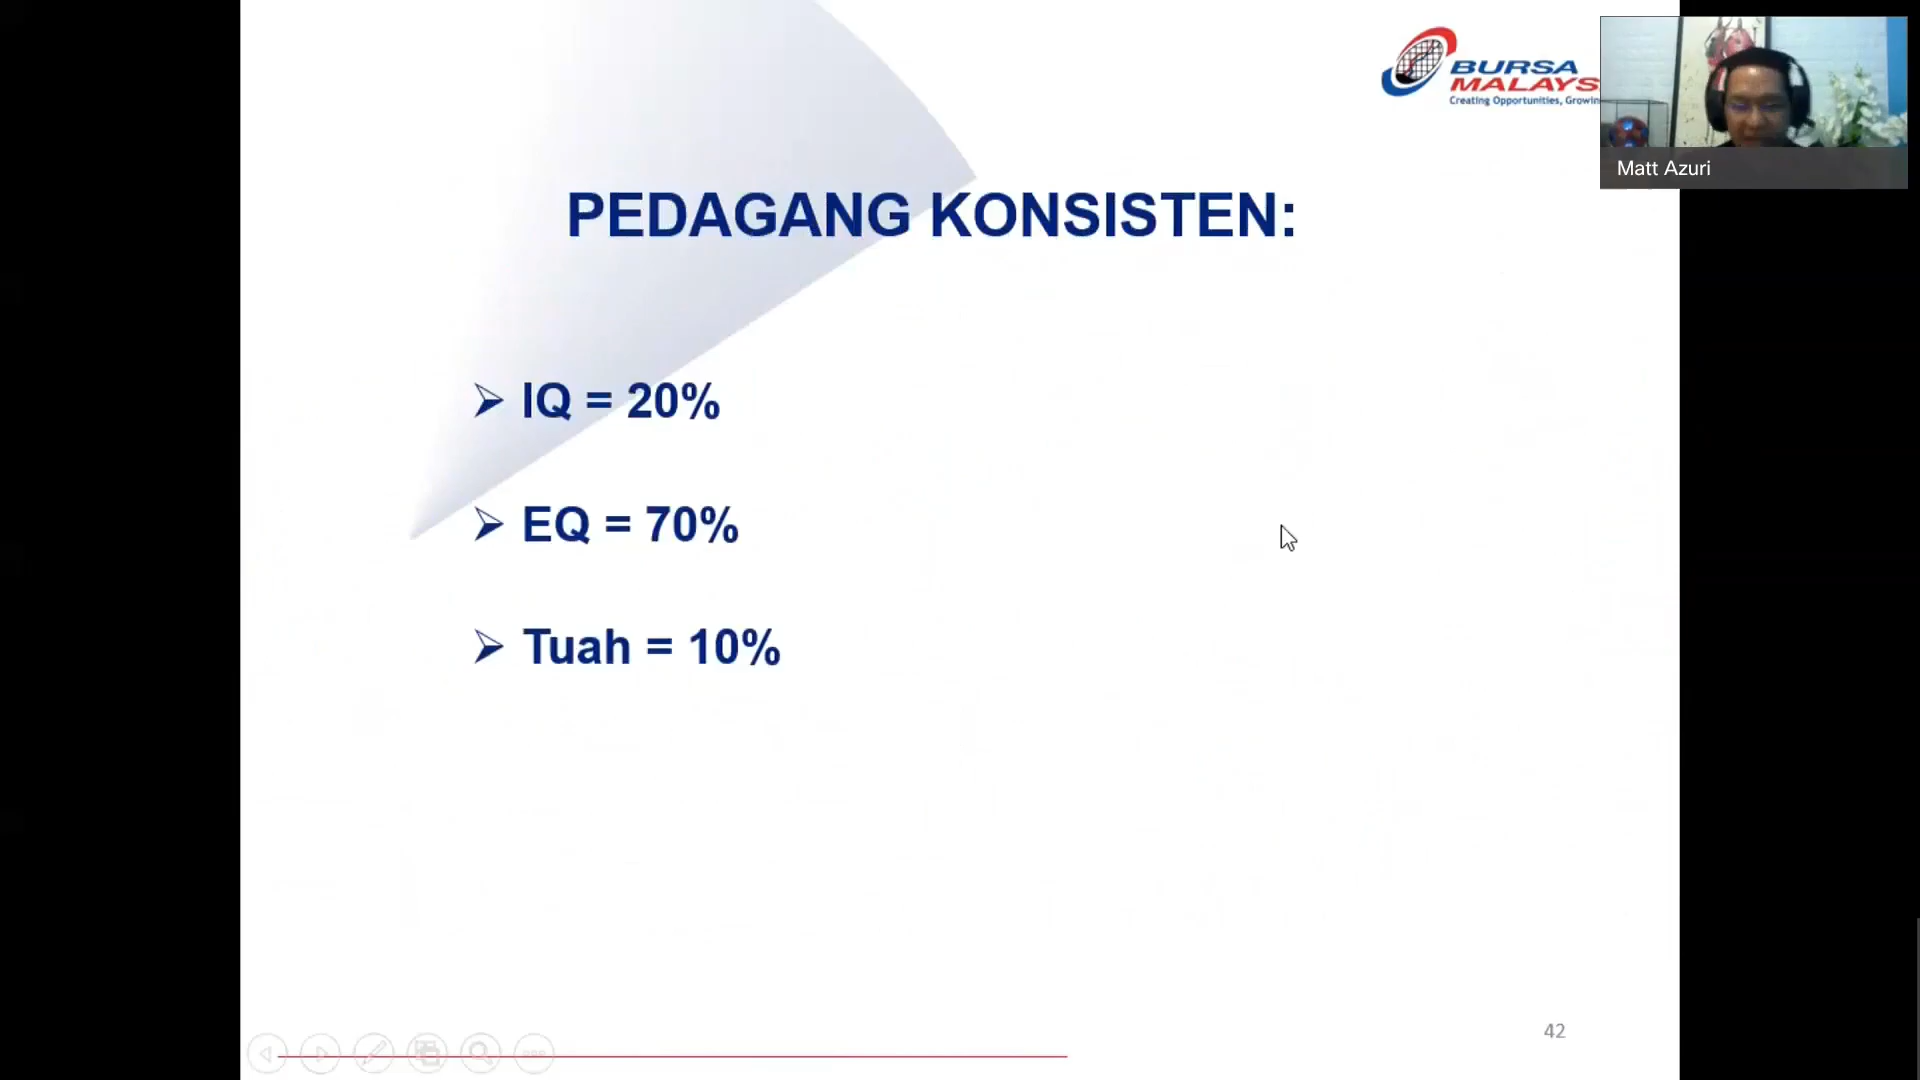 BURSA
MALAYS
Creating Opportunities, Growin
Matt Azuri
PEDAGANG KONSISTEN:
IQ = 20%
EQ = 70%
Tuah = 10%
42